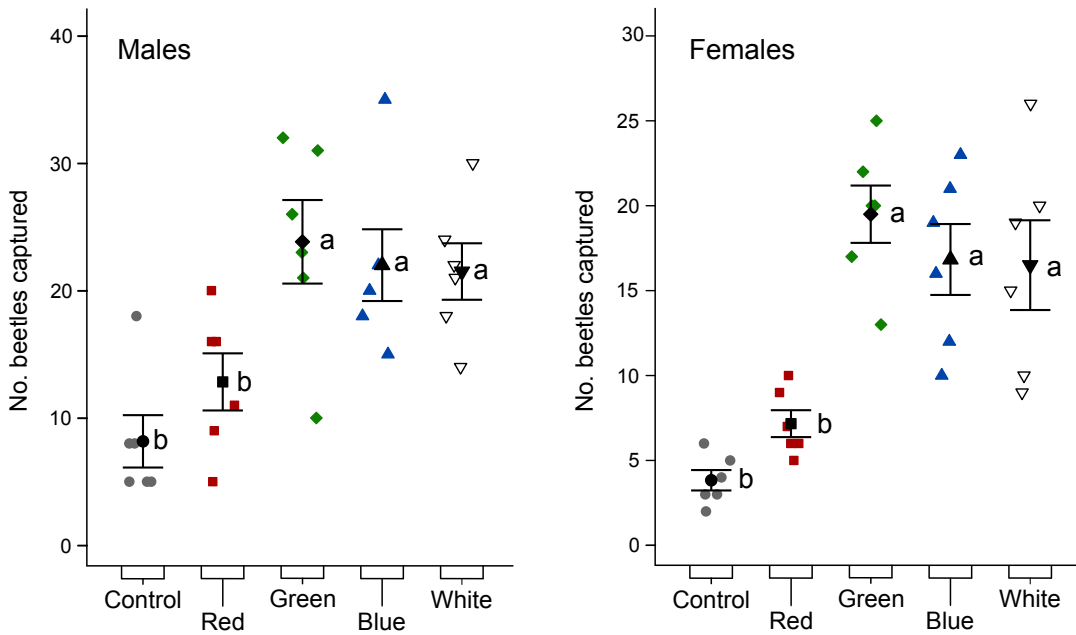 Males
No. beetles captured
40
30
20
10
0
b
b
a
a
a
Control
Red
Green
Blue
White
Females
No. beetles captured
30
25
20
15
10
5
0
b
b
a
a
a
Control
Red
Green
Blue
White